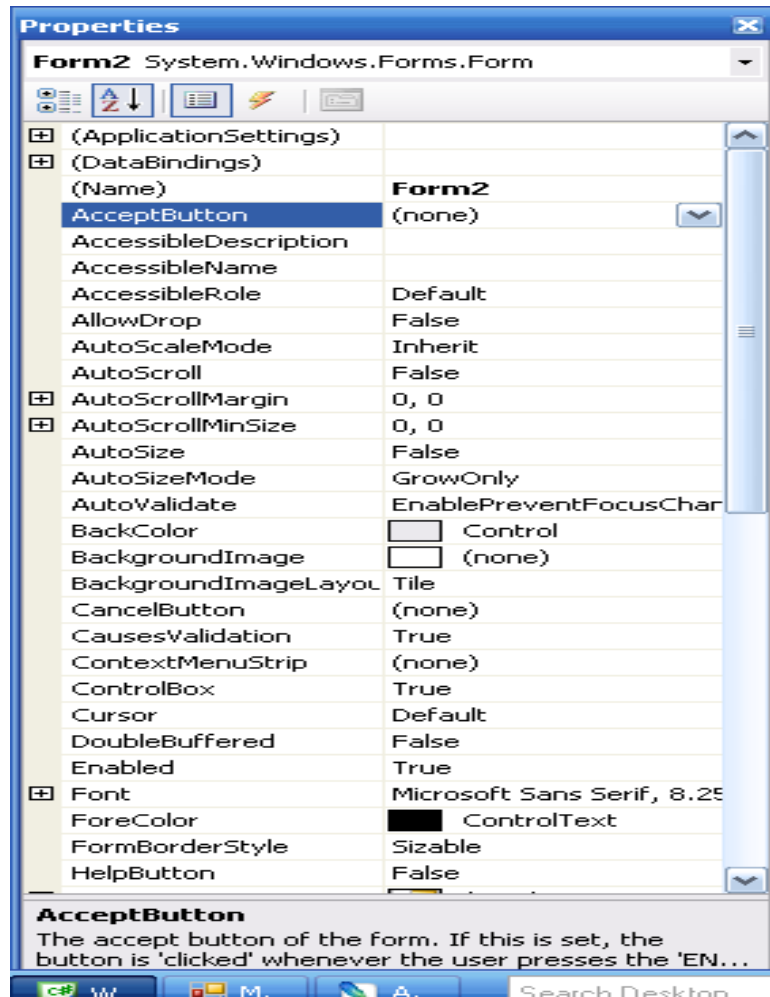 Properties
Form2 System.Windows.Forms.Form
(ApplicationSettings)
(DataBindings)
(Name) Form2
AcceptButton (none)
AccessibleDescription
AccessibleName
AccessibleRole Default
AllowDrop False
AutoScaleMode Inherit
AutoScroll False
AutoScrollMargin 0, 0
AutoScrollMinSize 0, 0
AutoSize False
AutoSizeMode GrowOnly
AutoValidate EnablePreventFocusChan
BackColor Control
BackgroundImage (none)
BackgroundImageLayou Tile
CancelButton (none)
CausesValidation True
ContextMenuStrip (none)
ControlBox True
Cursor Default
DoubleBuffered False
Enabled True
Font Microsoft Sans Serif, 8.25
ForeColor ControlText
FormBorderStyle Sizable
HelpButton False
AcceptButton
The accept button of the form. If this is set, the
button is 'clicked' whenever the user presses the 'EN...
W... M. A. Search Desktop